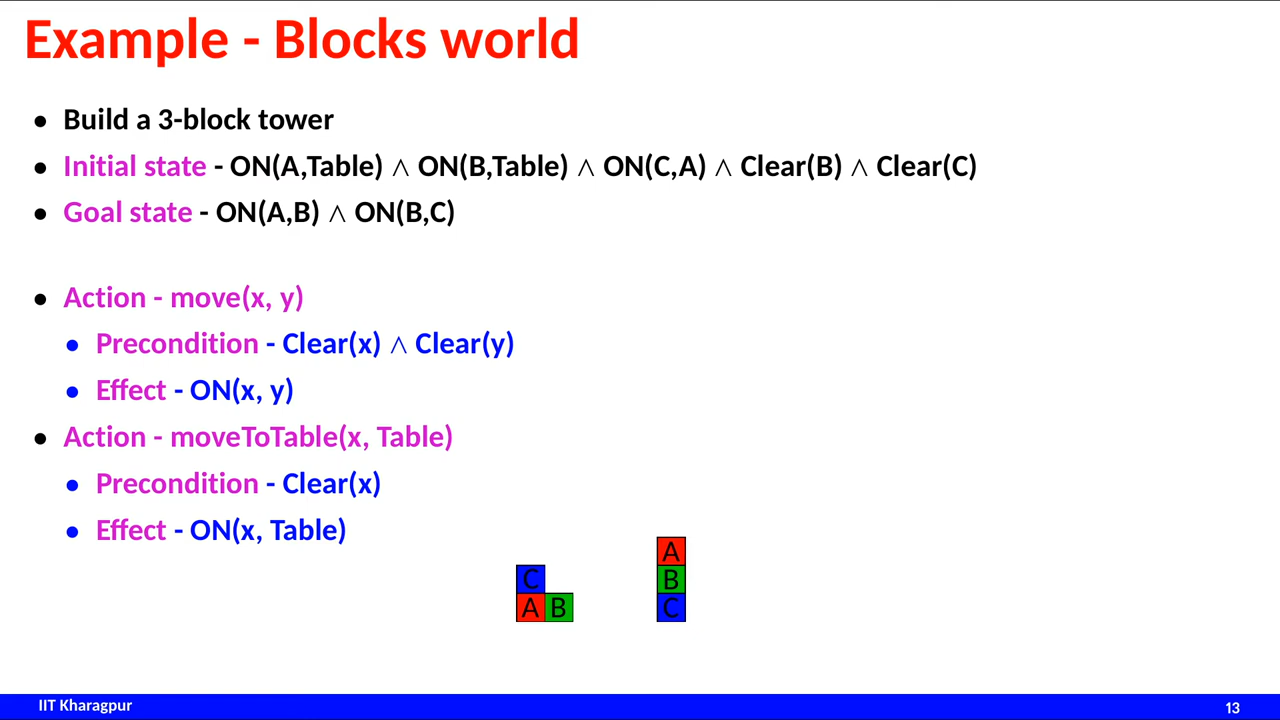 Example - Blocks world
• Build a 3-block tower
• Initial state - ON(A,Table) ∧ ON(B,Table) ∧ ON(C,A) ∧ Clear(B) ∧ Clear(C)
• Goal state - ON(A,B) ∧ ON(B,C)
• Action - move(x, y)
• Precondition - Clear(x) ∧ Clear(y)
• Effect - ON(x, y)
• Action - moveToTable(x, Table)
• Precondition - Clear(x)
• Effect - ON(x, Table)
C
A B
A
B
C
IIT Kharagpur
13